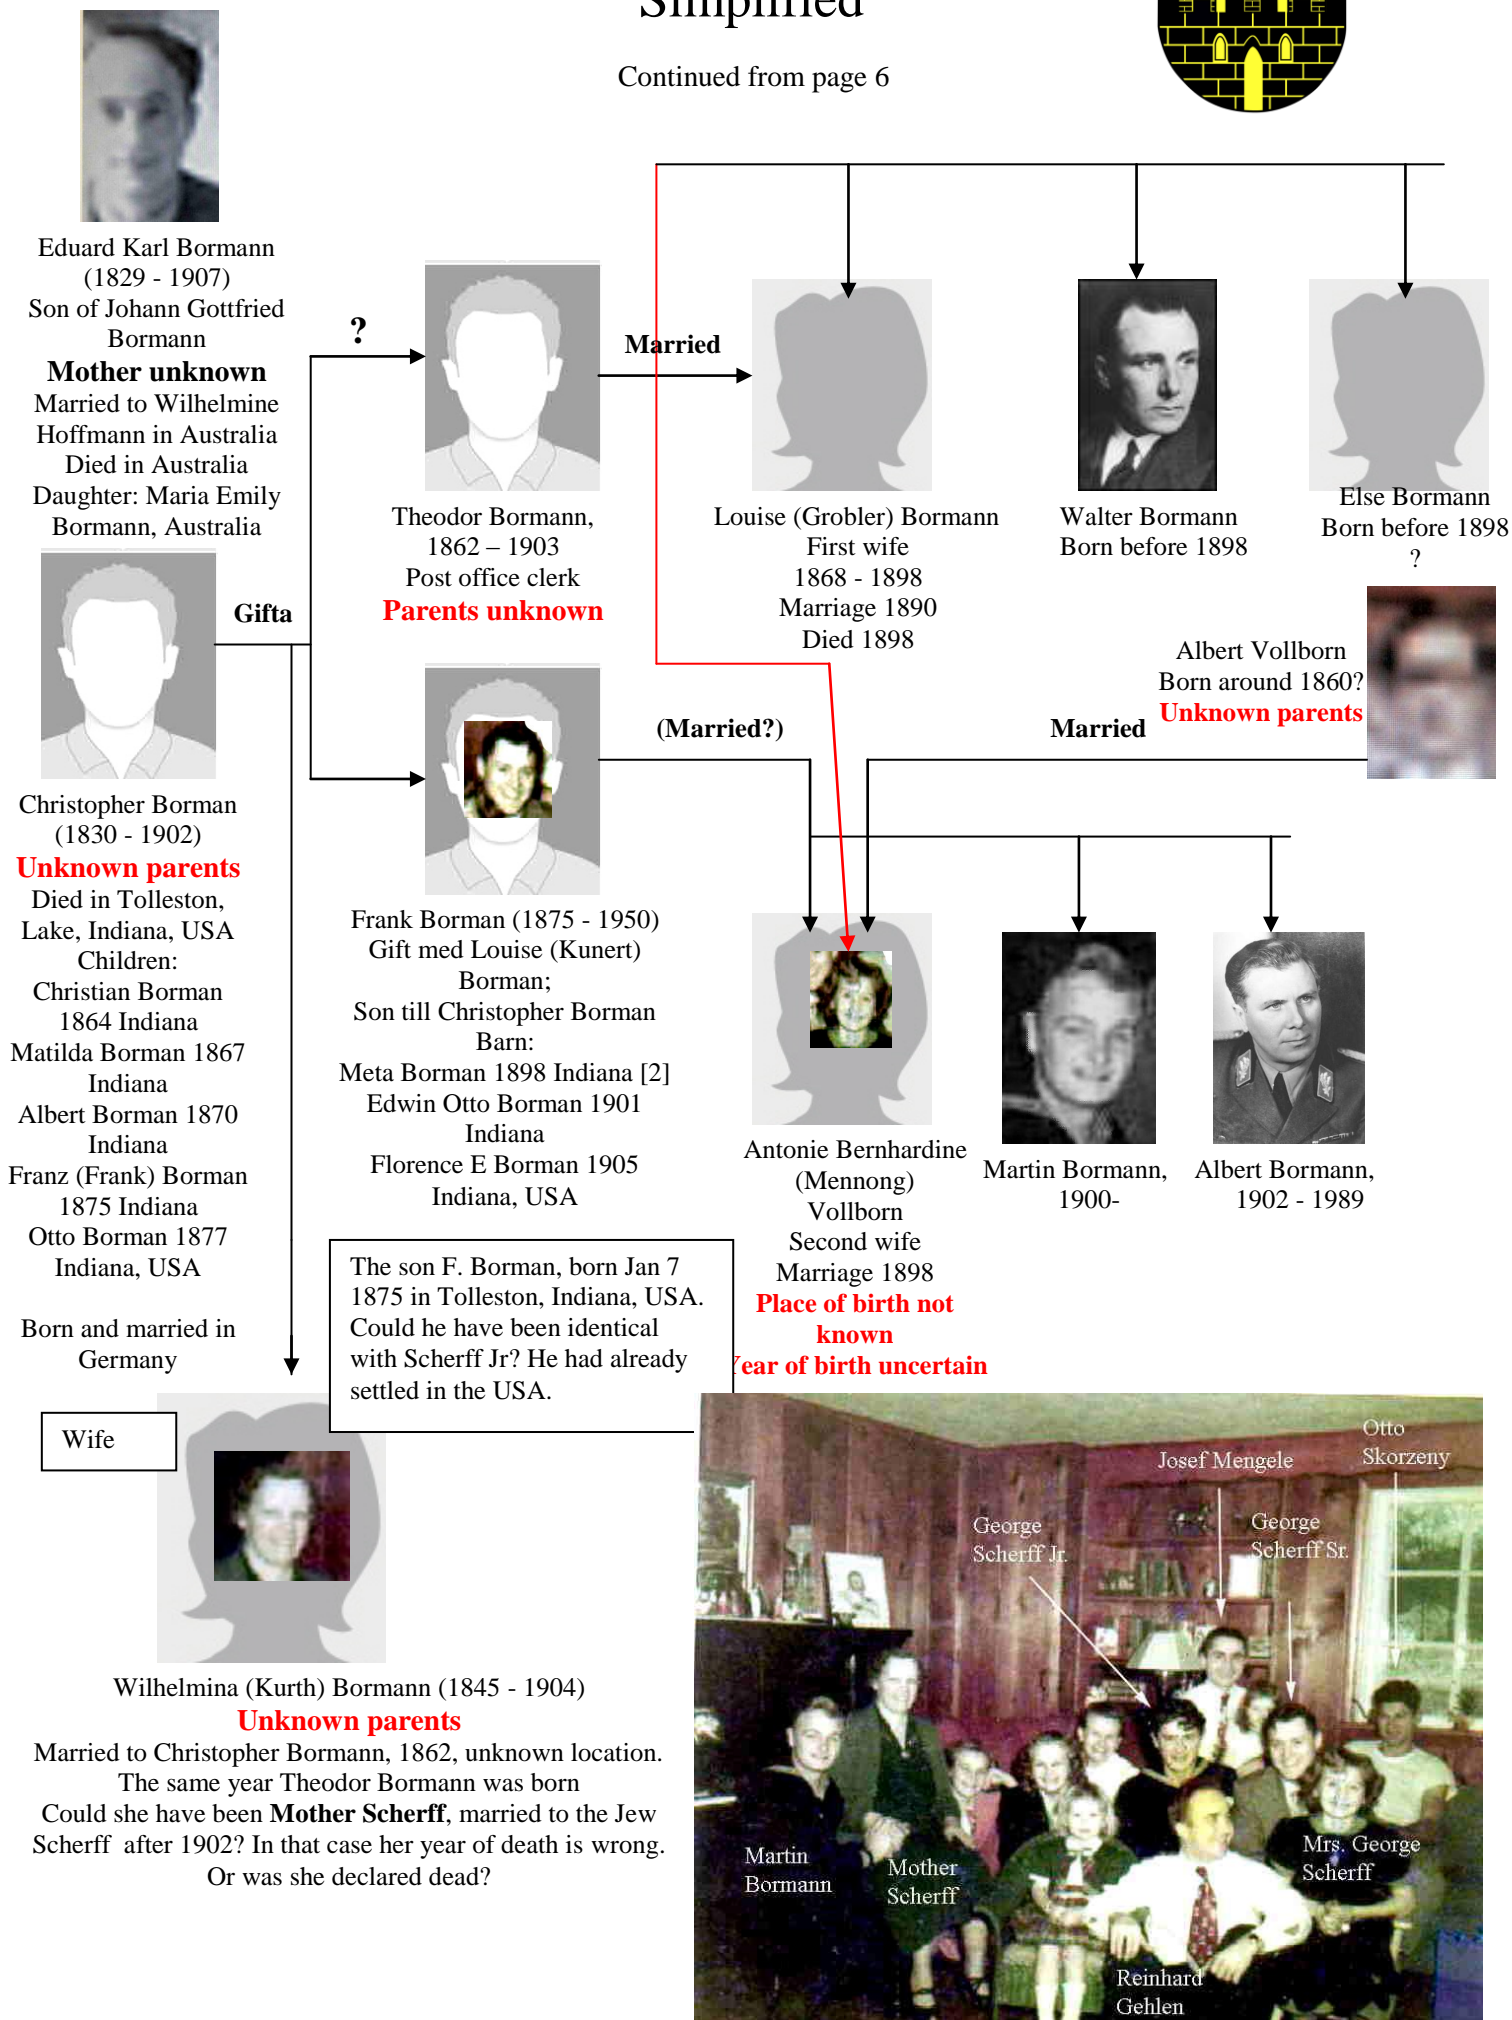 Simplified
Continued from page 6
Eduard Karl Bormann
(1829 - 1907)
Son of Johann Gottfried
Bormann
Mother unknown
Married to Wilhelmine
Hoffmann in Australia
Died in Australia
Daughter: Maria Emily
Bormann, Australia
?
Married
Theodor Bormann,
1862 – 1903
Post office clerk
Parents unknown
Louise (Grobler) Bormann
First wife
1868 - 1898
Marriage 1890
Died 1898
Walter Bormann
Born before 1898
Else Bormann
Born before 1898
?
Gifta
Albert Vollborn
Born around 1860?
Unknown parents
(Married?)
Married
Christopher Borman
(1830 - 1902)
Unknown parents
Died in Tolleston,
Lake, Indiana, USA
Children:
Christian Borman
1864 Indiana
Matilda Borman 1867
Indiana
Albert Borman 1870
Indiana
Franz (Frank) Borman
1875 Indiana
Otto Borman 1877
Indiana, USA
Born and married in
Germany
Frank Borman (1875 - 1950)
Gift med Louise (Kunert)
Borman;
Son till Christopher Borman
Barn:
Meta Borman 1898 Indiana [2]
Edwin Otto Borman 1901
Indiana
Florence E Borman 1905
Indiana, USA
Antonie Bernhardine
(Mennong)
Vollborn
Second wife
Marriage 1898
Place of birth not
known
Year of birth uncertain
Martin Bormann,
1900-
Albert Bormann,
1902 - 1989
The son F. Borman, born Jan 7
1875 in Tolleston, Indiana, USA.
Could he have been identical
with Scherff Jr? He had already
settled in the USA.
Wife
Wilhelmina (Kurth) Bormann (1845 - 1904)
Unknown parents
Married to Christopher Bormann, 1862, unknown location.
The same year Theodor Bormann was born
Could she have been Mother Scherff, married to the Jew
Scherff after 1902? In that case her year of death is wrong.
Or was she declared dead?
Otto
Skorzeny
Josef Mengele
George
Scherff Jr.
George
Scherff Sr.
Martin
Bormann
Mother
Scherff
Mrs. George
Scherff
Reinhard
Gehlen